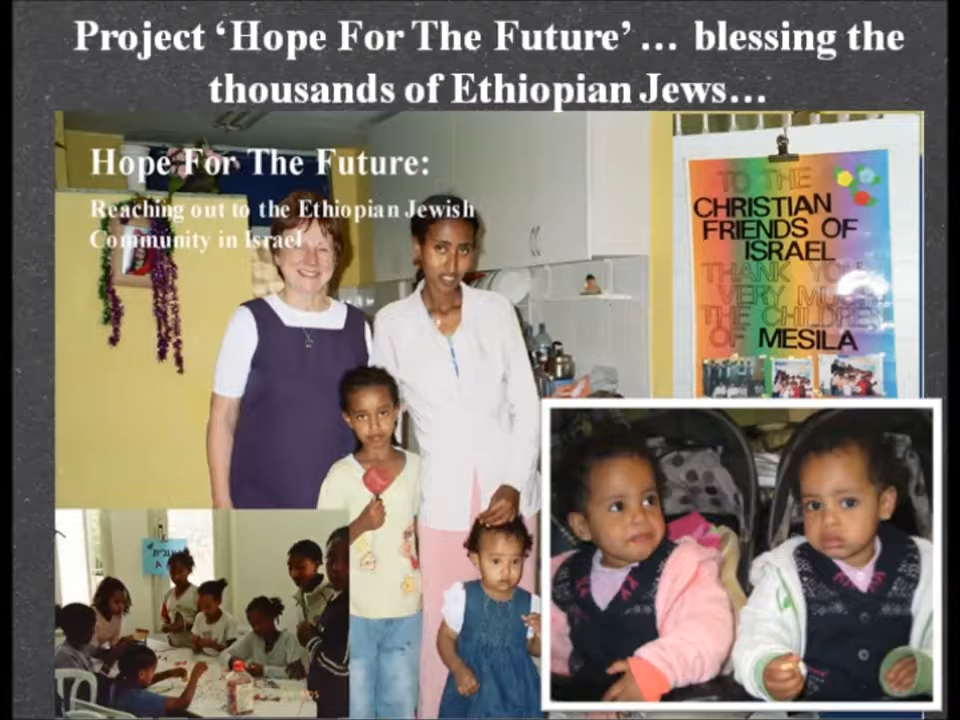 Project ‘Hope For The Future’ … blessing the
thousands of Ethiopian Jews…
Hope For The Future:
Reaching out to the Ethiopian Jewish
Community in Israel
TO THE
CHRISTIAN
FRIENDS OF
ISRAEL
THANK YOU
VERY MUCH
THE CHILDREN
OF MESILA